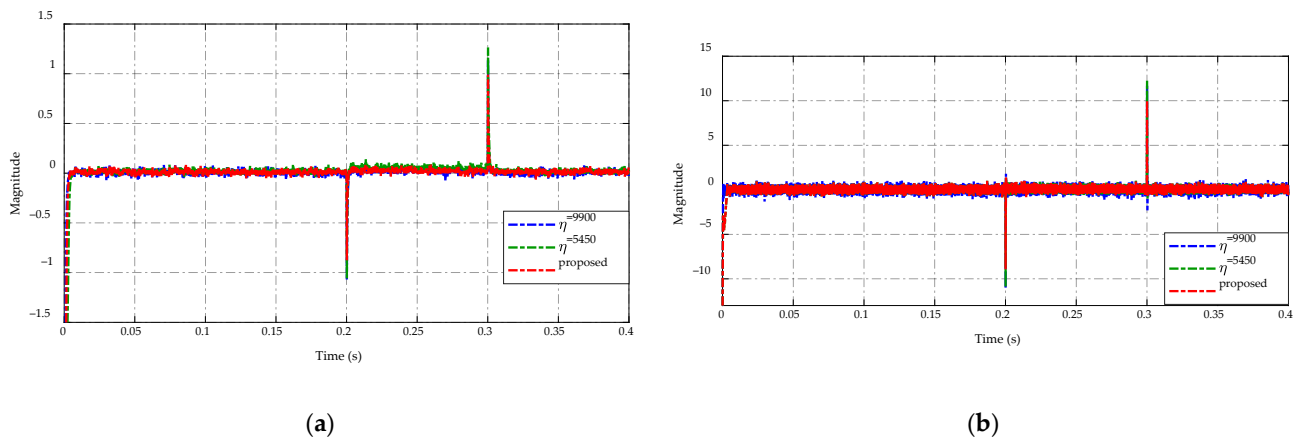 1.5
1
0.5
0
−0.5
−1
−1.5
Magnitude
0 0.05 0.1 0.15 0.2 0.25 0.3 0.35 0.4
Time (s)
η=9900
η=5450
proposed
(a)
15
10
5
0
−5
−10
Magnitude
0 0.05 0.1 0.15 0.2 0.25 0.3 0.35 0.4
Time (s)
η=9900
η=5450
proposed
(b)